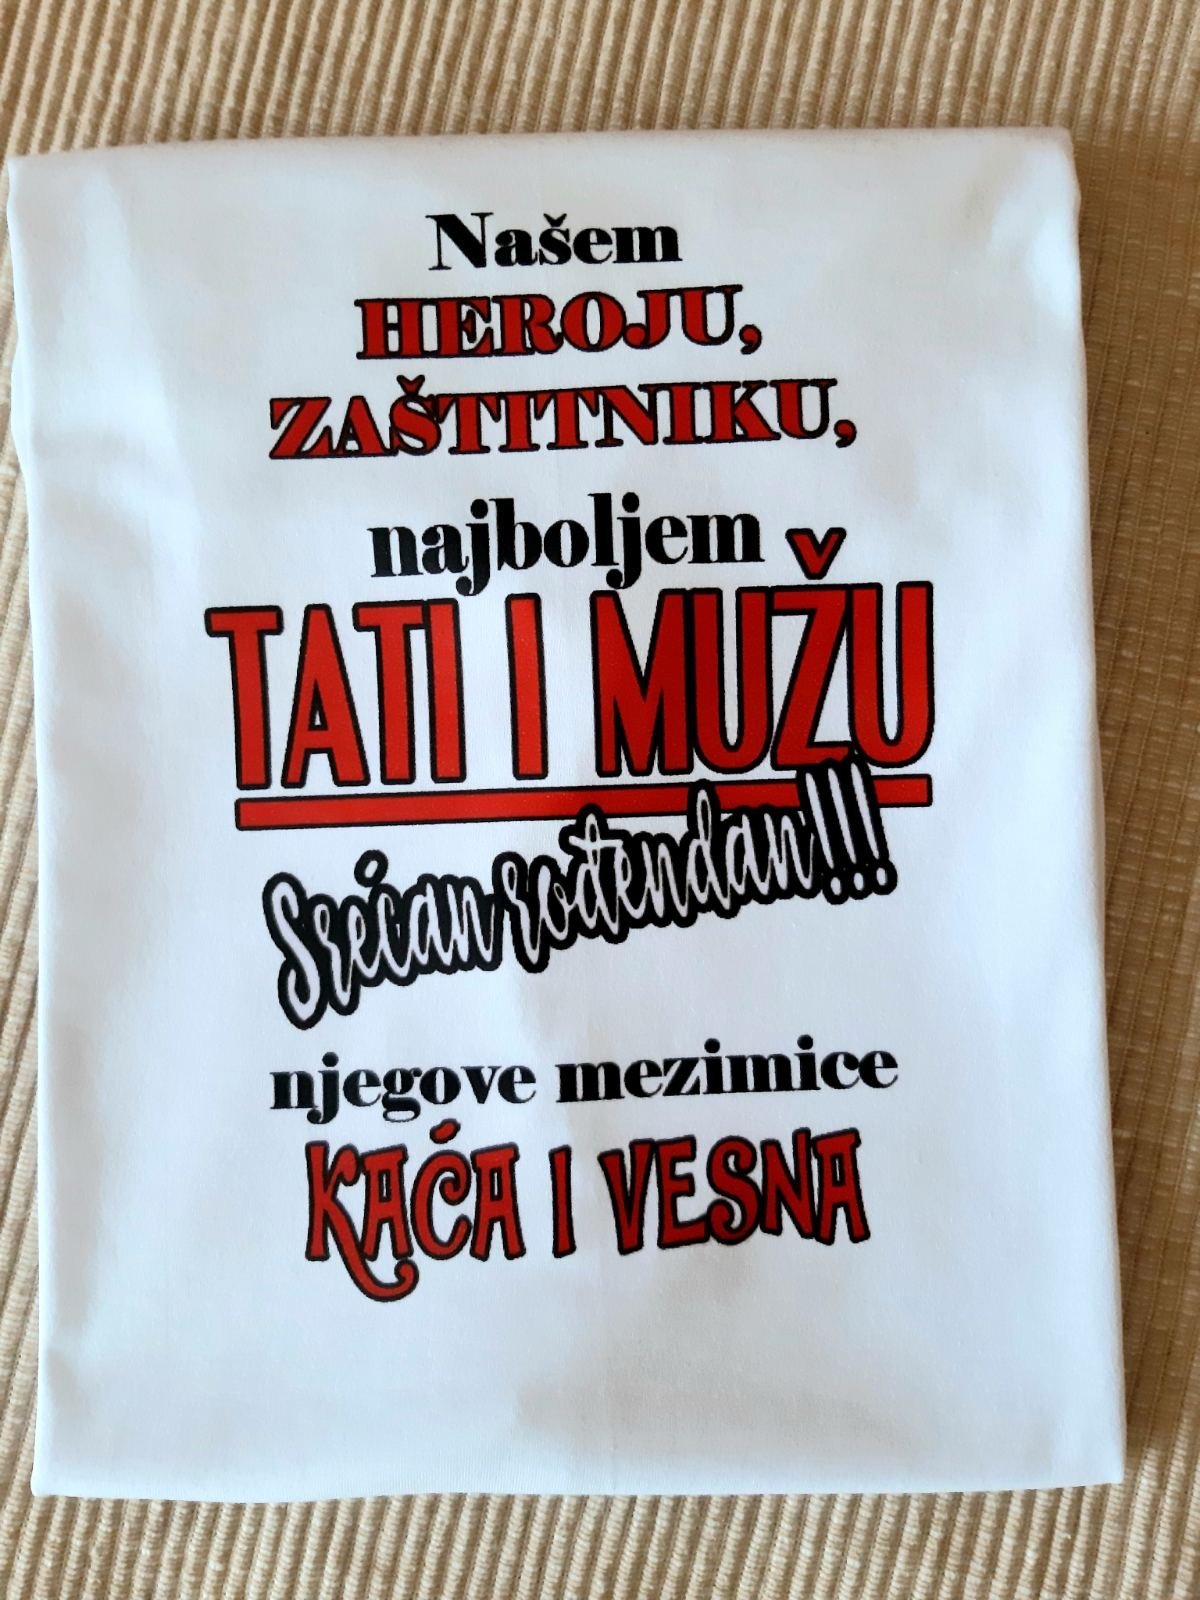 Našem
HEROJU,
ZAŠTITNIKU,
najboljem
TATI I MUŽU
Srećan rođendan!!!
njegove mezimice
KAĆA I VESNA